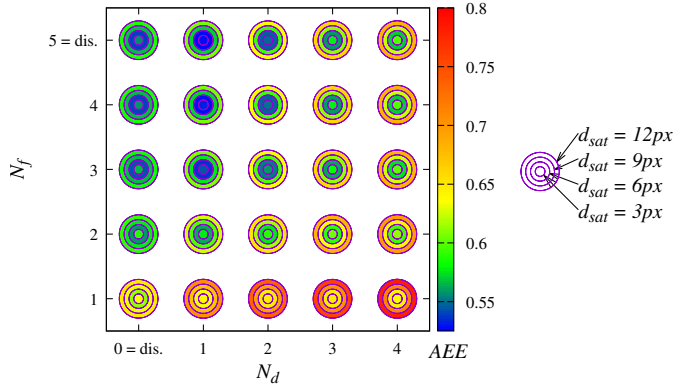 5 = dis.
4
3
2
1
N_f
0 = dis.
1
2
3
4
N_d
0.8
0.75
0.7
0.65
0.6
0.55
AEE
d_sat = 12px
d_sat = 9px
d_sat = 6px
d_sat = 3px